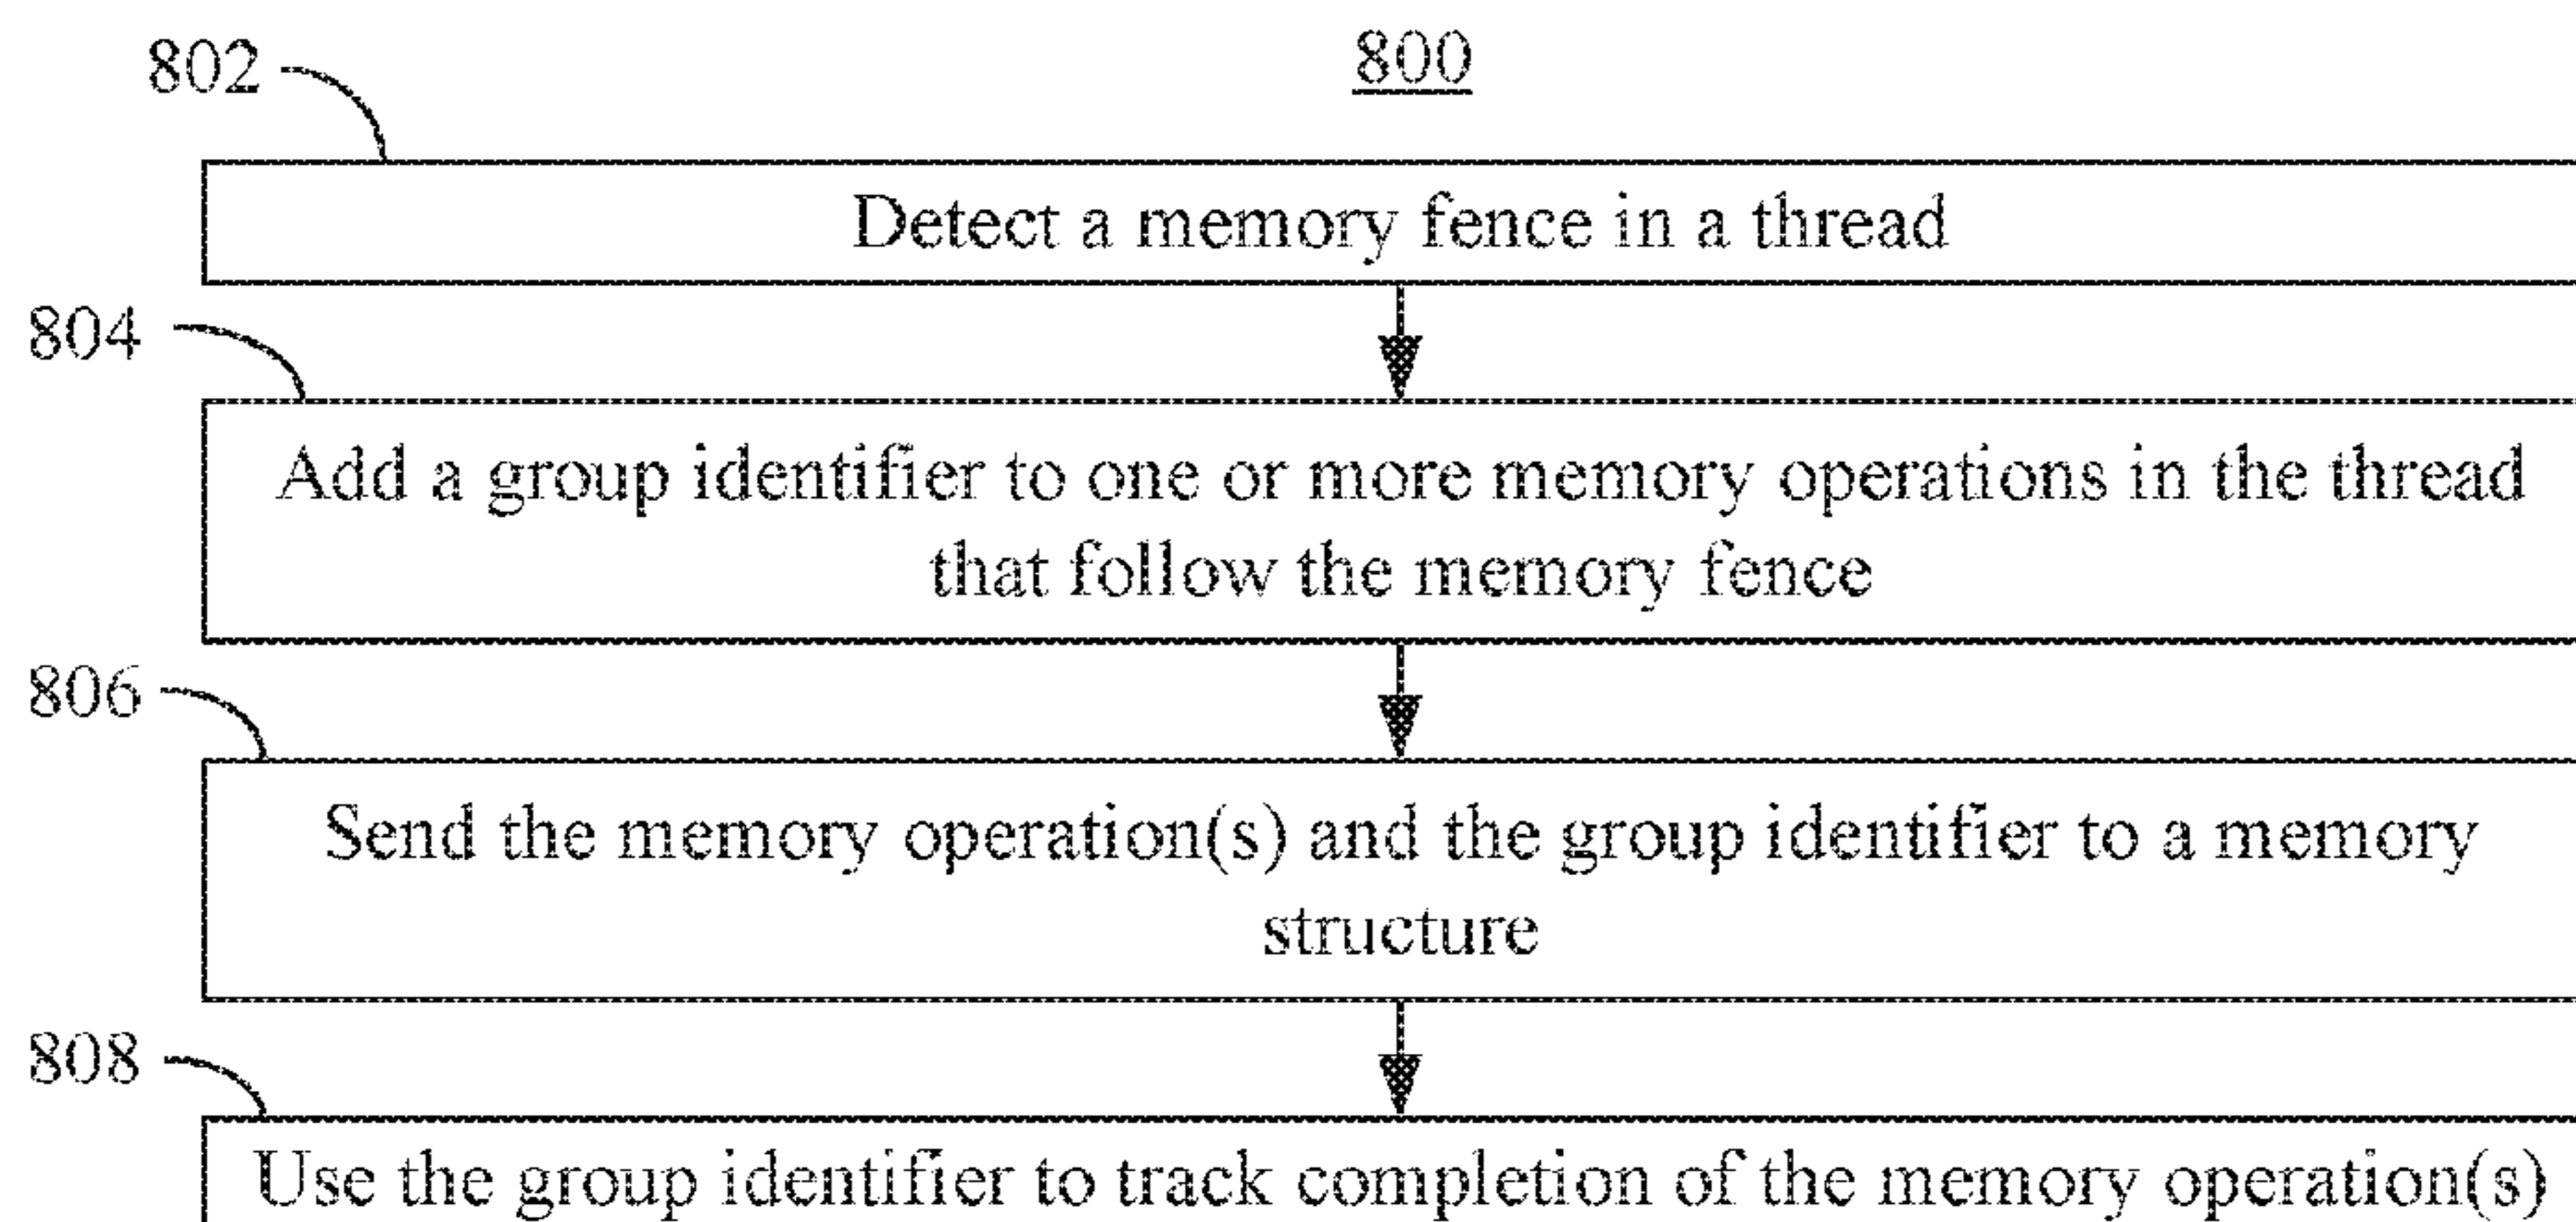 800
802
Detect a memory fence in a thread
804
Add a group identifier to one or more memory operations in the thread
that follow the memory fence
806
Send the memory operation(s) and the group identifier to a memory
structure
808
Use the group identifier to track completion of the memory operation(s)